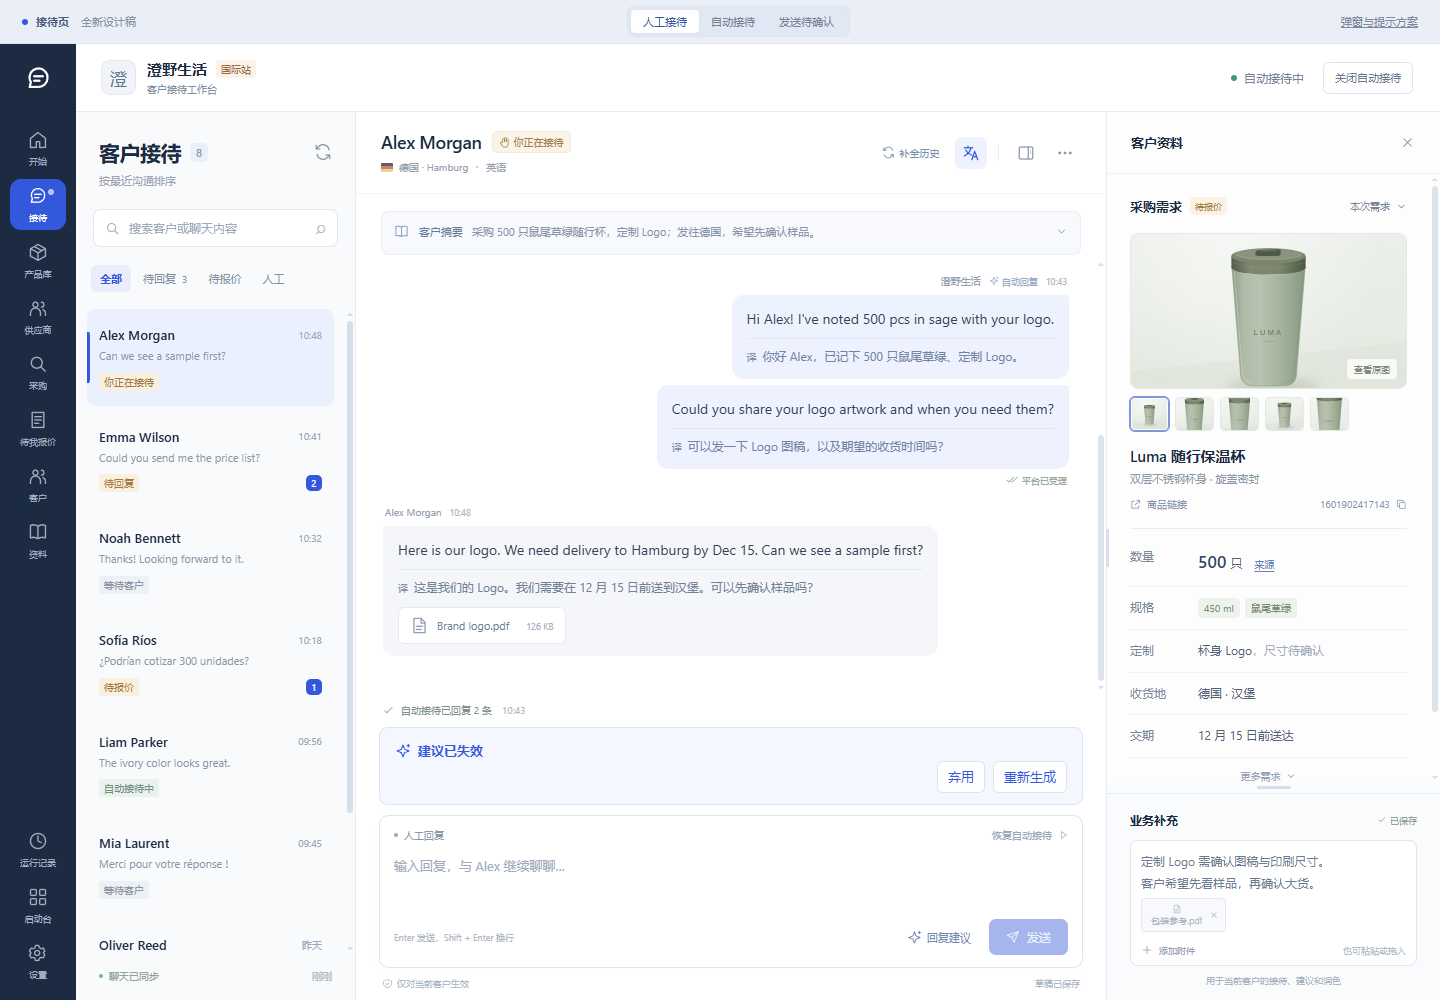 接待页 全新设计稿
人工接待 自动接待 发送待确认
弹窗与提示方案
澄 澄野生活 国际站
客户接待工作台
自动接待中 关闭自动接待
开始
接待
产品库
供应商
采购
待我报价
客户
资料
运行记录
启动台
设置
客户接待 8
按最近沟通排序
搜索客户或聊天内容
全部 待回复 3 待报价 人工
Alex Morgan 10:48
Can we see a sample first?
你正在接待
Emma Wilson 10:41
Could you send me the price list?
待回复 2
Noah Bennett 10:32
Thanks! Looking forward to it.
等待客户
Sofía Ríos 10:18
¿Podrían cotizar 300 unidades?
待报价 1
Liam Parker 09:56
The ivory color looks great.
自动接待中
Mia Laurent 09:45
Merci pour votre réponse !
等待客户
Oliver Reed 昨天
聊天已同步 刚刚
Alex Morgan 你正在接待
德国 · Hamburg · 英语
补全历史
客户摘要 采购 500 只鼠尾草绿随行杯，定制 Logo；发往德国，希望先确认样品。
澄野生活 自动回复 10:43
Hi Alex! I've noted 500 pcs in sage with your logo.
译 你好 Alex，已记下 500 只鼠尾草绿、定制 Logo。
Could you share your logo artwork and when you need them?
译 可以发一下 Logo 图稿，以及期望的收货时间吗？
平台已受理
Alex Morgan 10:48
Here is our logo. We need delivery to Hamburg by Dec 15. Can we see a sample first?
译 这是我们的 Logo。我们需要在 12 月 15 日前送到汉堡。可以先确认样品吗？
Brand logo.pdf 126 KB
自动接待已回复 2 条 10:43
建议已失效
弃用 重新生成
人工回复 恢复自动接待
输入回复，与 Alex 继续聊聊...
Enter 发送，Shift + Enter 换行
回复建议 发送
仅对当前客户生效 草稿已保存
客户资料
采购需求 待报价 本次需求
LUMA
查看原图
Luma 随行保温杯
双层不锈钢杯身 · 旋盖密封
商品链接 1601902417143
数量 500 只 来源
规格 450 ml 鼠尾草绿
定制 杯身 Logo，尺寸待确认
收货地 德国 · 汉堡
交期 12 月 15 日前送达
更多需求
业务补充 已保存
定制 Logo 需确认图稿与印刷尺寸。
客户希望先看样品，再确认大货。
包装参考.pdf
添加附件 也可粘贴或拖入
用于当前客户的接待、建议和润色